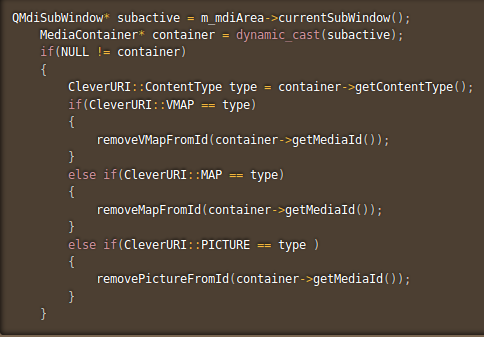 QMdiSubWindow* subactive = m_mdiArea->currentSubWindow();
    MediaContainer* container = dynamic_cast(subactive);
    if(NULL != container)
    {
        CleverURI::ContentType type = container->getContentType();
        if(CleverURI::VMAP == type)
        {
            removeVMapFromId(container->getMediaId());
        }
        else if(CleverURI::MAP == type)
        {
            removeMapFromId(container->getMediaId());
        }
        else if(CleverURI::PICTURE == type )
        {
            removePictureFromId(container->getMediaId());
        }
    }